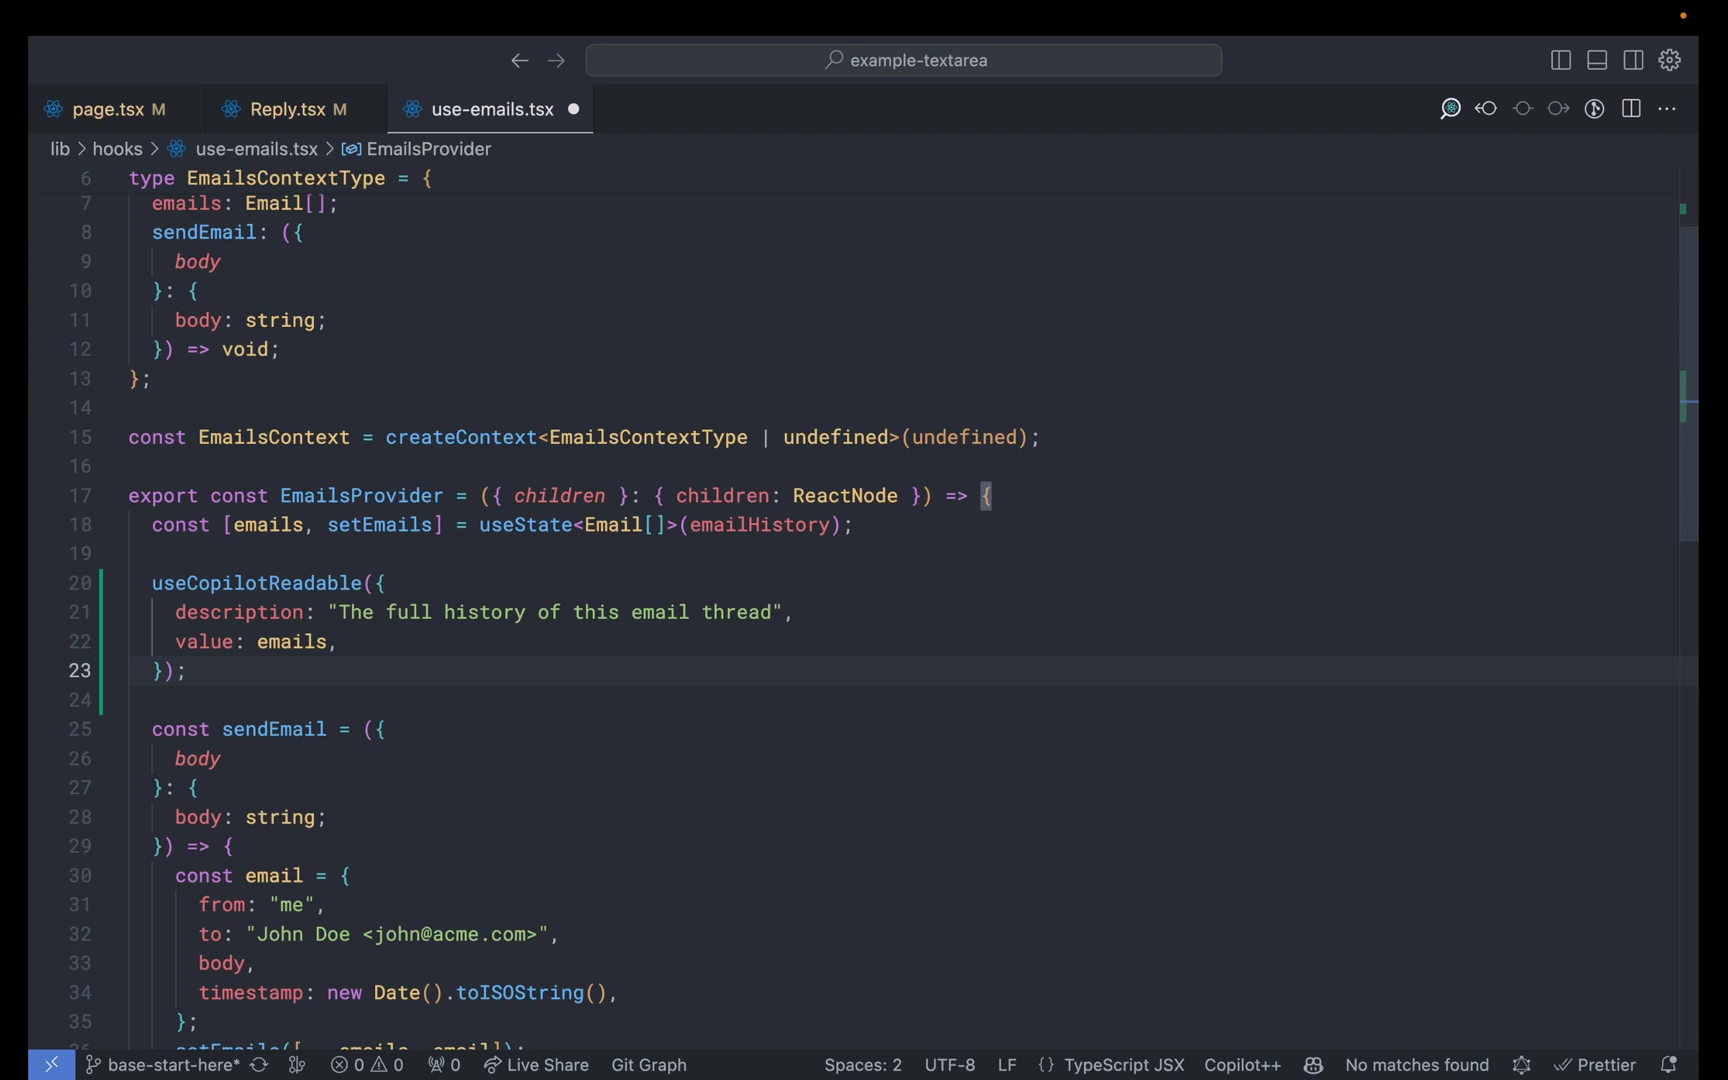 example-textarea
page.tsx M
Reply.tsx M
use-emails.tsx
lib > hooks > use-emails.tsx > EmailsProvider
6 type EmailsContextType = {
7 emails: Email[];
8 sendEmail: ({
9 body
10 }: {
11 body: string;
12 }) => void;
13 };
14
15 const EmailsContext = createContext<EmailsContextType | undefined>(undefined);
16
17 export const EmailsProvider = ({ children }: { children: ReactNode }) => {
18 const [emails, setEmails] = useState<Email[]>(emailHistory);
19
20 useCopilotReadable({
21 description: "The full history of this email thread",
22 value: emails,
23 });
24
25 const sendEmail = ({
26 body
27 }: {
28 body: string;
29 }) => {
30 const email = {
31 from: "me",
32 to: "John Doe <john@acme.com>",
33 body,
34 timestamp: new Date().toISOString(),
35 };
base-start-here* 0 0 0 Live Share Git Graph Spaces: 2 UTF-8 LF {} TypeScript JSX Copilot++ No matches found Prettier